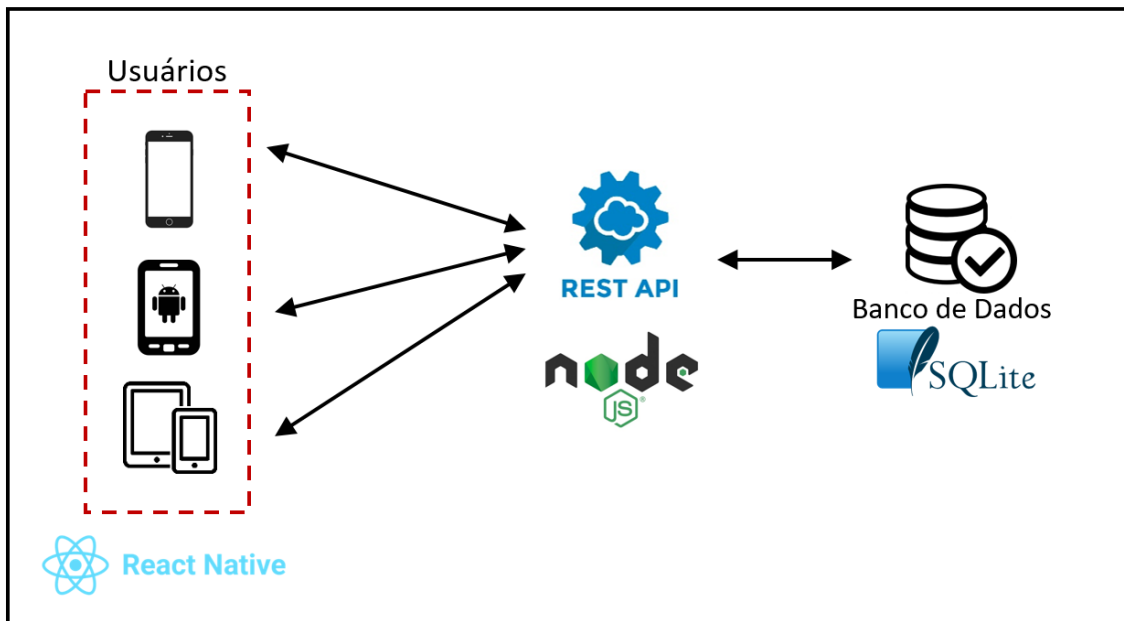 Usuários
REST API
node
JS
Banco de Dados
SQLite
React Native